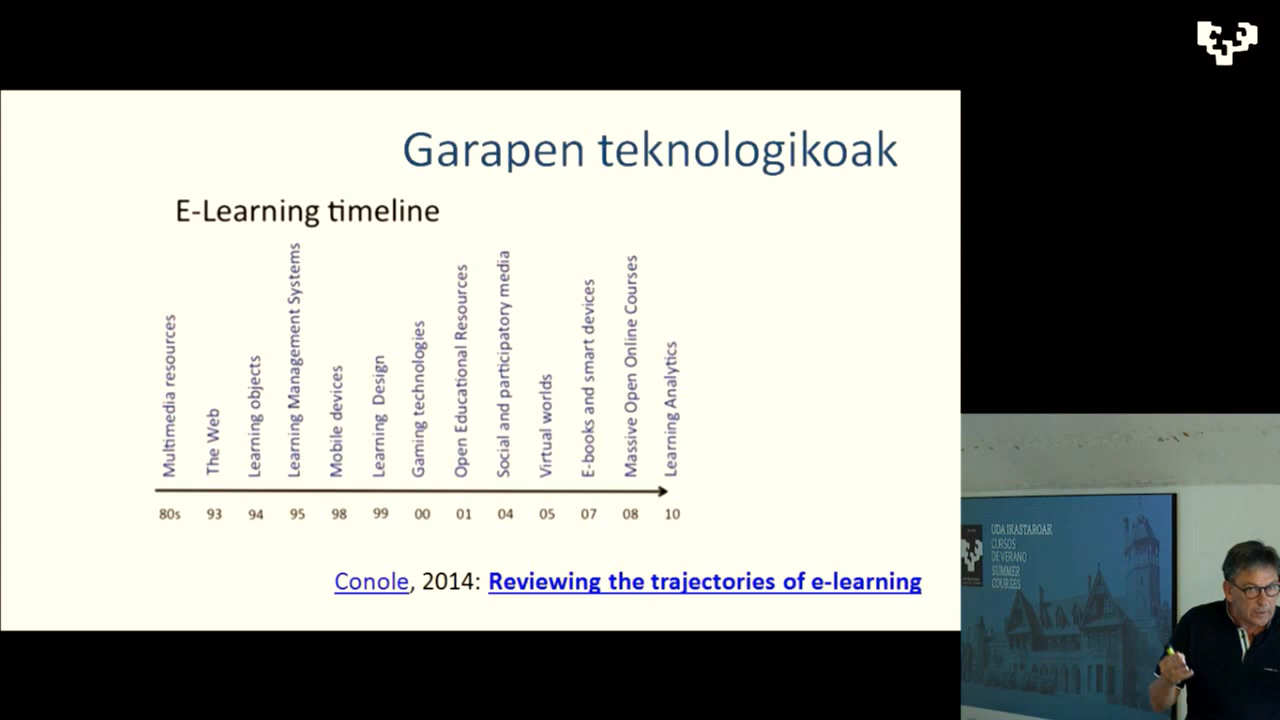 Garapen teknologikoak
E-Learning timeline
Multimedia resources
The Web
Learning objects
Learning Management Systems
Mobile devices
Learning Design
Gaming technologies
Open Educational Resources
Social and participatory media
Virtual worlds
E-books and smart devices
Massive Open Online Courses
Learning Analytics
80s 93 94 95 98 99 00 01 04 05 07 08 10
Conole, 2014: Reviewing the trajectories of e-learning
UDA IKASTAROAK
CURSOS
DE VERANO
SUMMER
COURSES